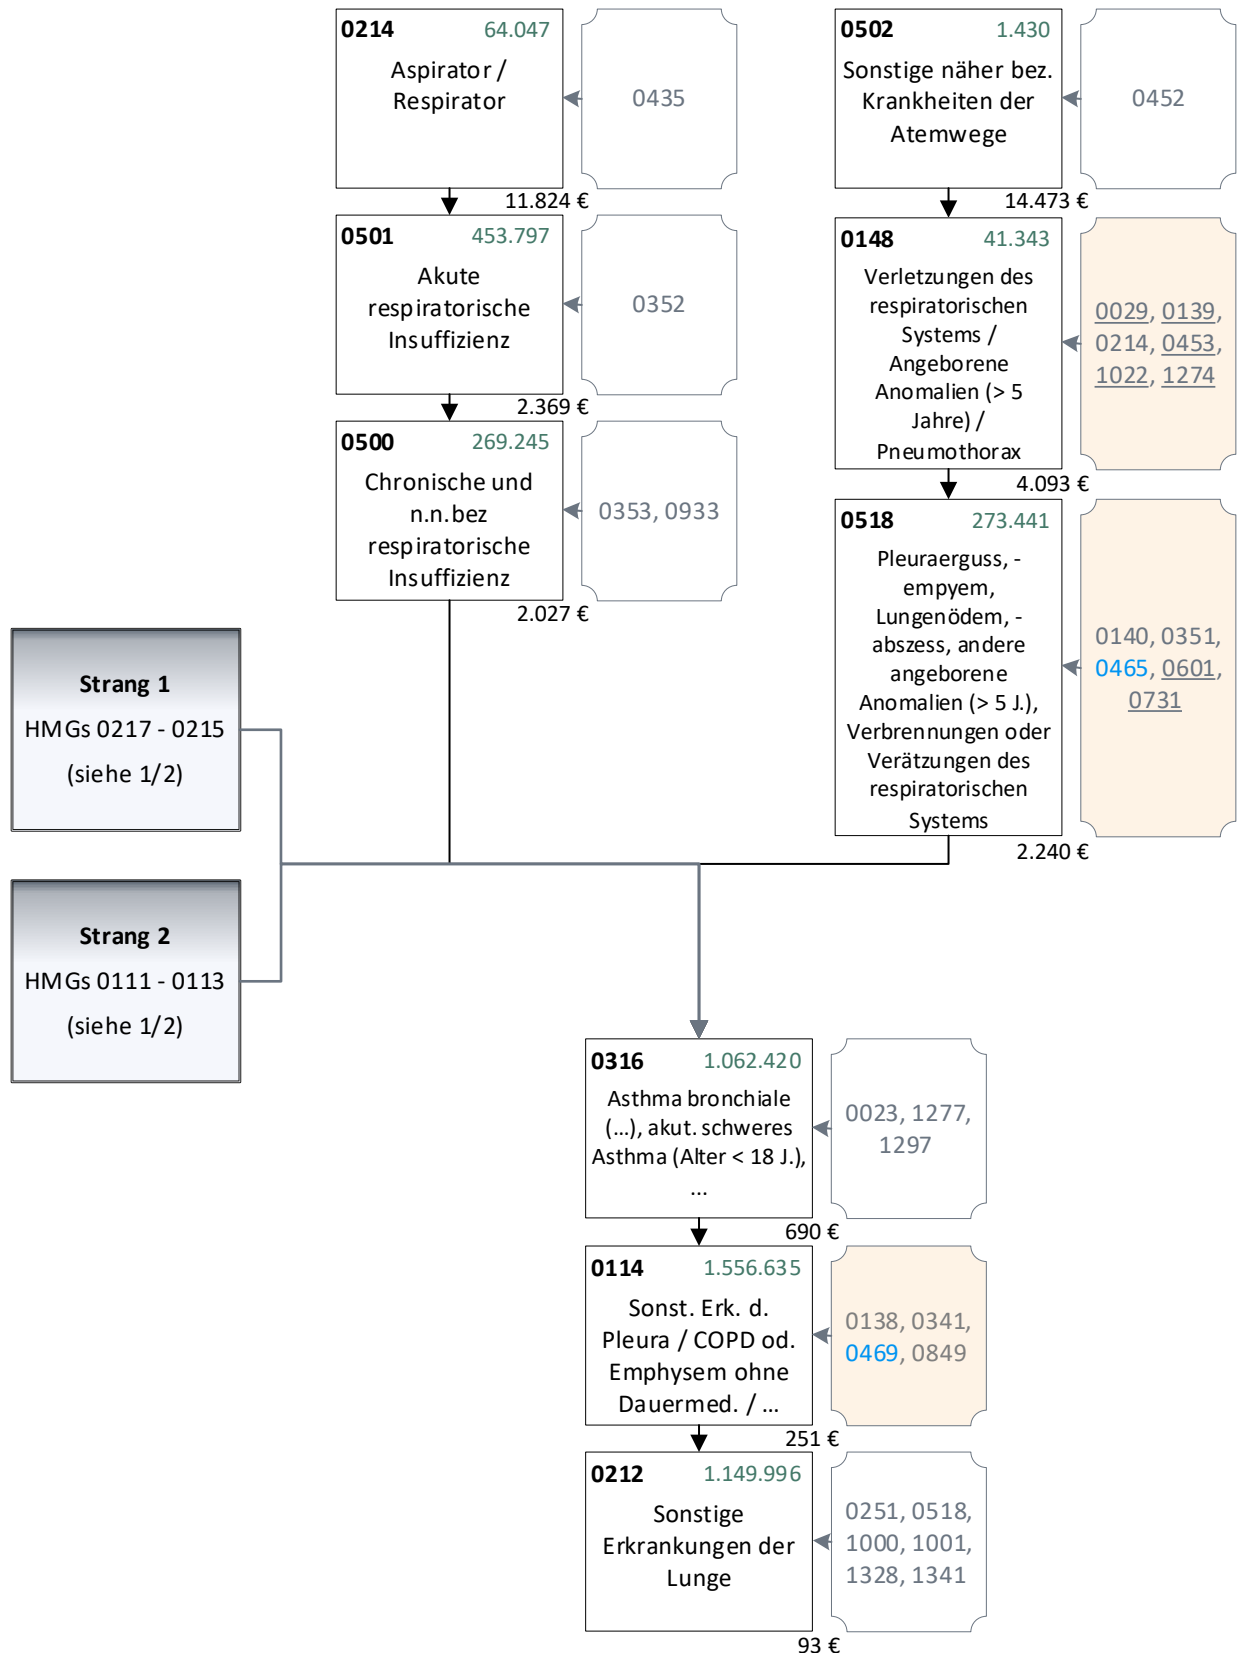 0214 64.047
Aspirator /
Respirator
0435
11.824 €
0501 453.797
Akute
respiratorische
Insuffizienz
0352
2.369 €
0500 269.245
Chronische und
n.n.bez
respiratorische
Insuffizienz
0353, 0933
2.027 €
0502 1.430
Sonstige näher bez.
Krankheiten der
Atemwege
0452
14.473 €
0148 41.343
Verletzungen des
respiratorischen
Systems /
Angeborene
Anomalien (> 5
Jahre) /
Pneumothorax
0029, 0139,
0214, 0453,
1022, 1274
4.093 €
0518 273.441
Pleuraerguss, -
empyem,
Lungenödem, -
abszess, andere
angeborene
Anomalien (> 5 J.),
Verbrennungen oder
Verätzungen des
respiratorischen
Systems
0140, 0351,
0465, 0601,
0731
2.240 €
Strang 1
HMGs 0217 - 0215
(siehe 1/2)
Strang 2
HMGs 0111 - 0113
(siehe 1/2)
0316 1.062.420
Asthma bronchiale
(...), akut. schweres
Asthma (Alter < 18 J.),
...
0023, 1277,
1297
690 €
0114 1.556.635
Sonst. Erk. d.
Pleura / COPD od.
Emphysem ohne
Dauermed. / ...
0138, 0341,
0469, 0849
251 €
0212 1.149.996
Sonstige
Erkrankungen der
Lunge
0251, 0518,
1000, 1001,
1328, 1341
93 €